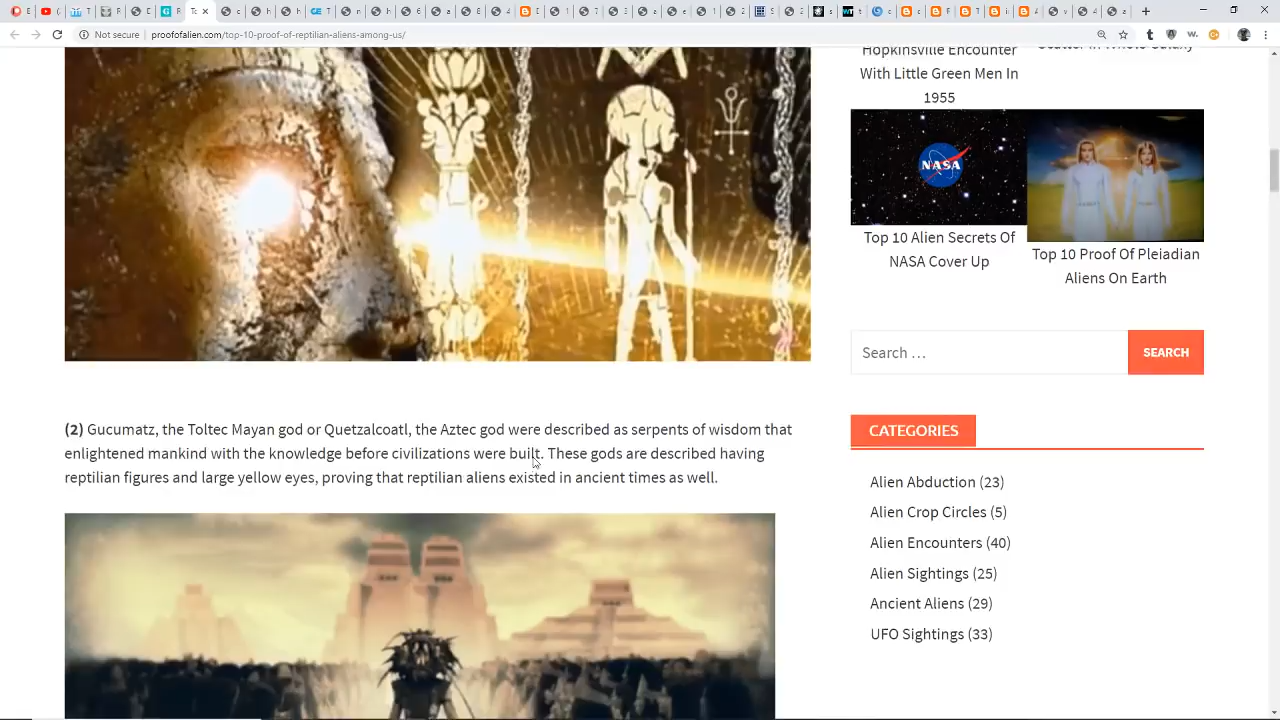 Not secure | proofofalien.com/top-10-proof-of-reptilian-aliens-among-us/
Hopkinsville Encounter
With Little Green Men In
1955
NASA
Top 10 Alien Secrets Of
NASA Cover Up
Top 10 Proof Of Pleiadian
Aliens On Earth
Search …
SEARCH
(2) Gucumatz, the Toltec Mayan god or Quetzalcoatl, the Aztec god were described as serpents of wisdom that
enlightened mankind with the knowledge before civilizations were built. These gods are described having
reptilian figures and large yellow eyes, proving that reptilian aliens existed in ancient times as well.
CATEGORIES
Alien Abduction (23)
Alien Crop Circles (5)
Alien Encounters (40)
Alien Sightings (25)
Ancient Aliens (29)
UFO Sightings (33)